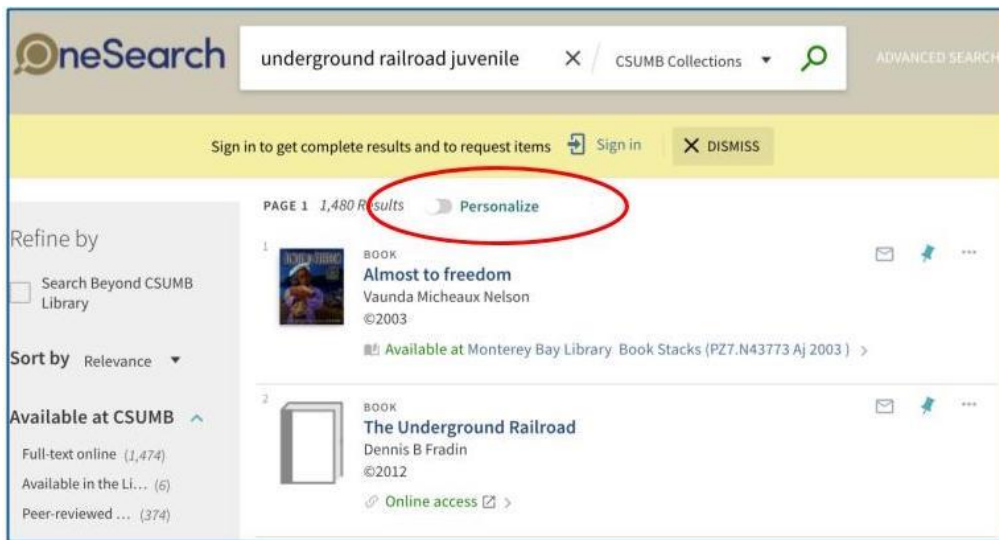 OneSearch
underground railroad juvenile
CSUMB Collections
ADVANCED SEARCH
Sign in to get complete results and to request items Sign in DISMISS
PAGE 1 1,480 Results Personalize
Refine by
Search Beyond CSUMB
Library
Sort by Relevance
Available at CSUMB
Full-text online (1,474)
Available in the Li... (6)
Peer-reviewed ... (374)
1
BOOK
Almost to freedom
Vaunda Micheaux Nelson
©2003
Available at Monterey Bay Library Book Stacks (PZ7.N43773 Aj 2003 )
2
BOOK
The Underground Railroad
Dennis B Fradin
©2012
Online access